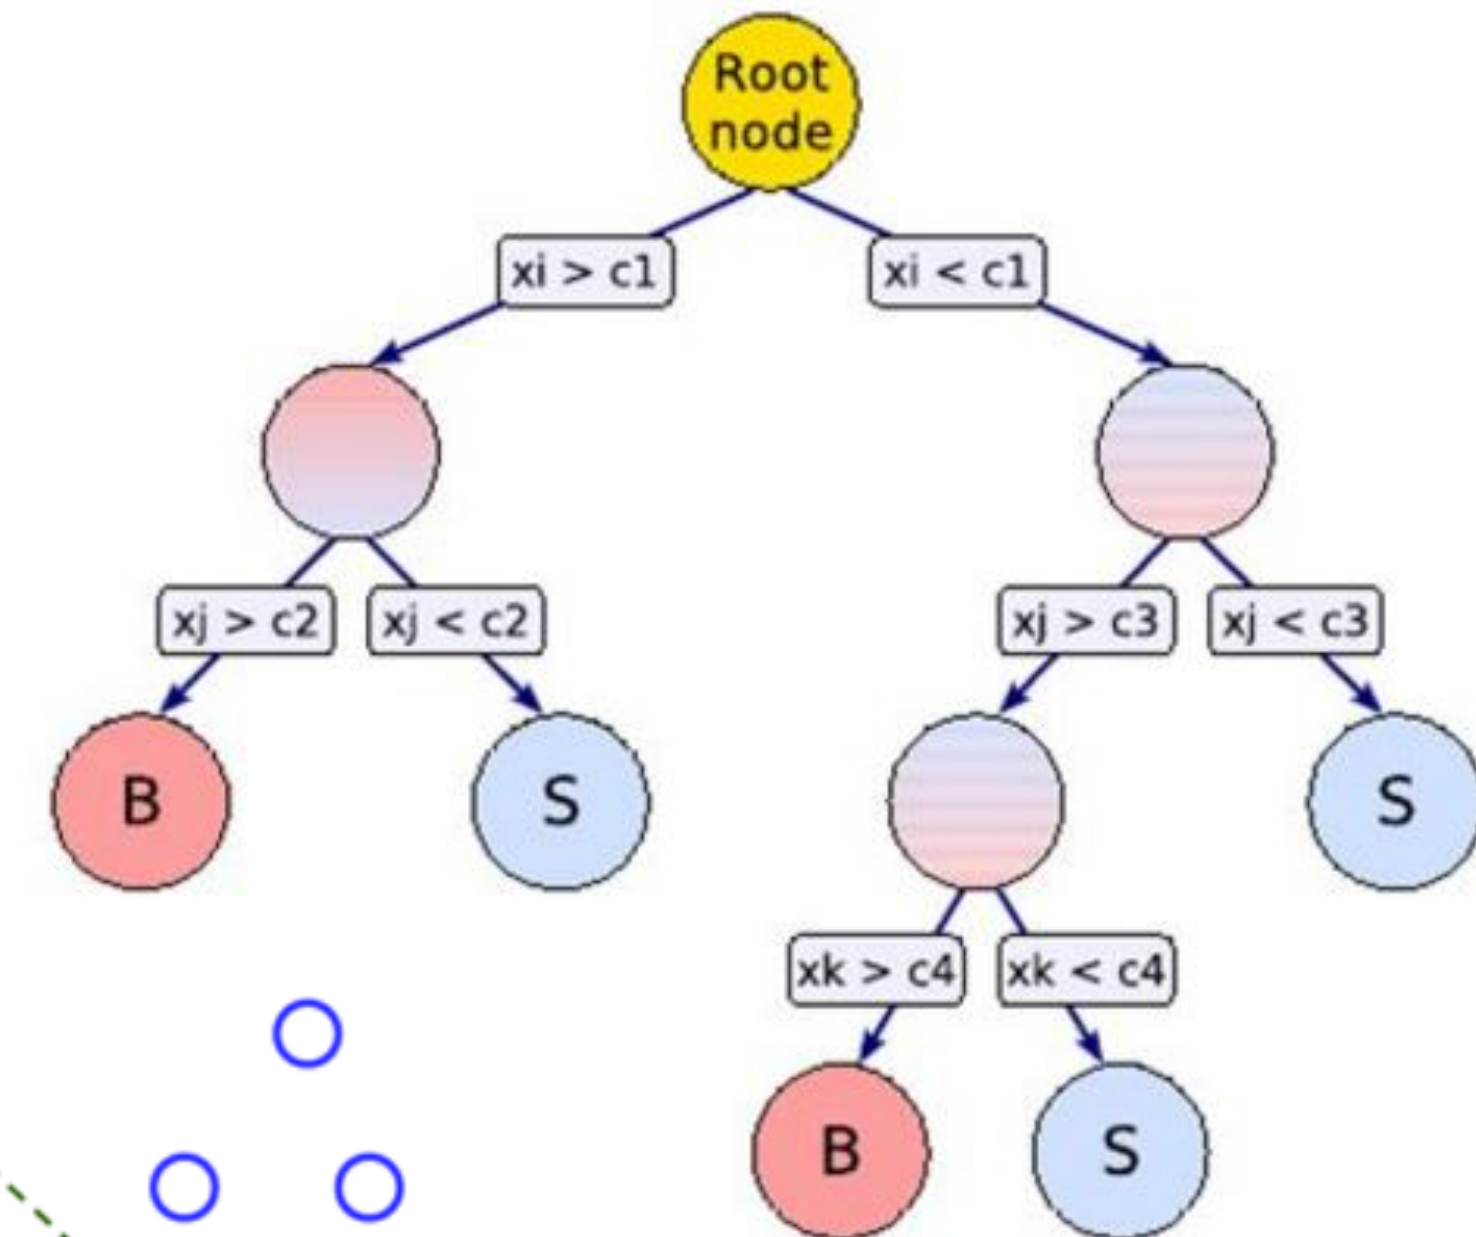 Root
node
xi > c1
xi < c1
xj > c2
xj < c2
xj > c3
xj < c3
B
S
S
xk > c4
xk < c4
B
S